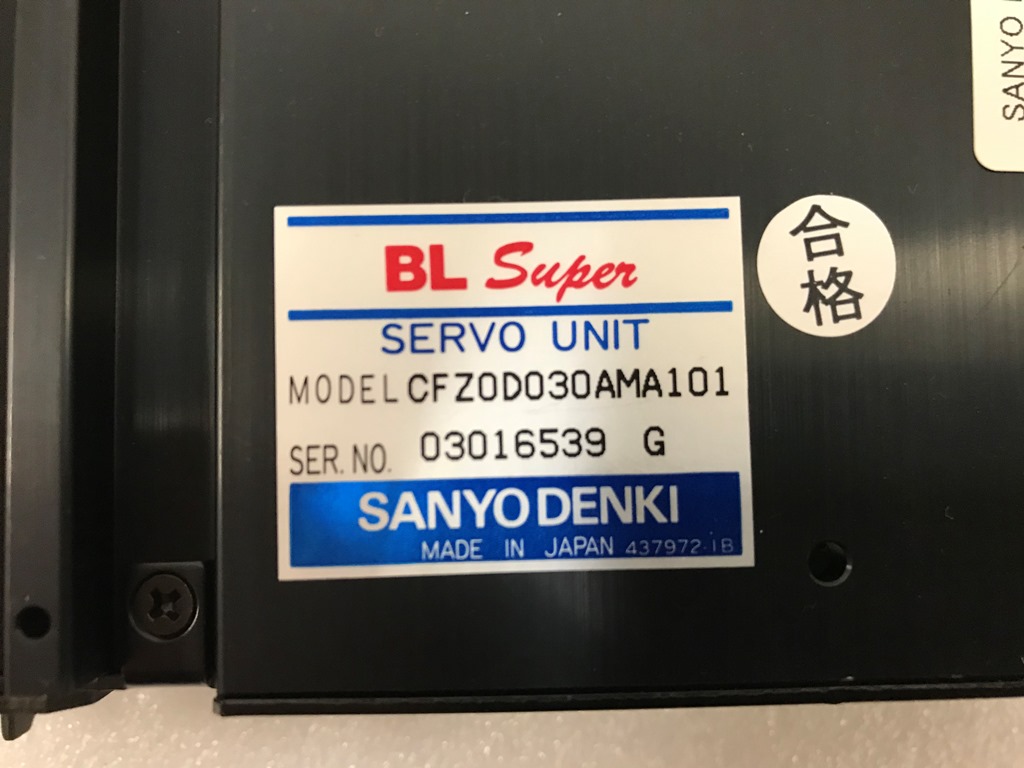 BL Super
SERVO UNIT
MODEL CFZ0D030AMA101
SER. NO. 03016539 G
SANYO DENKI
MADE IN JAPAN 437972-1B
合
格
SANYO